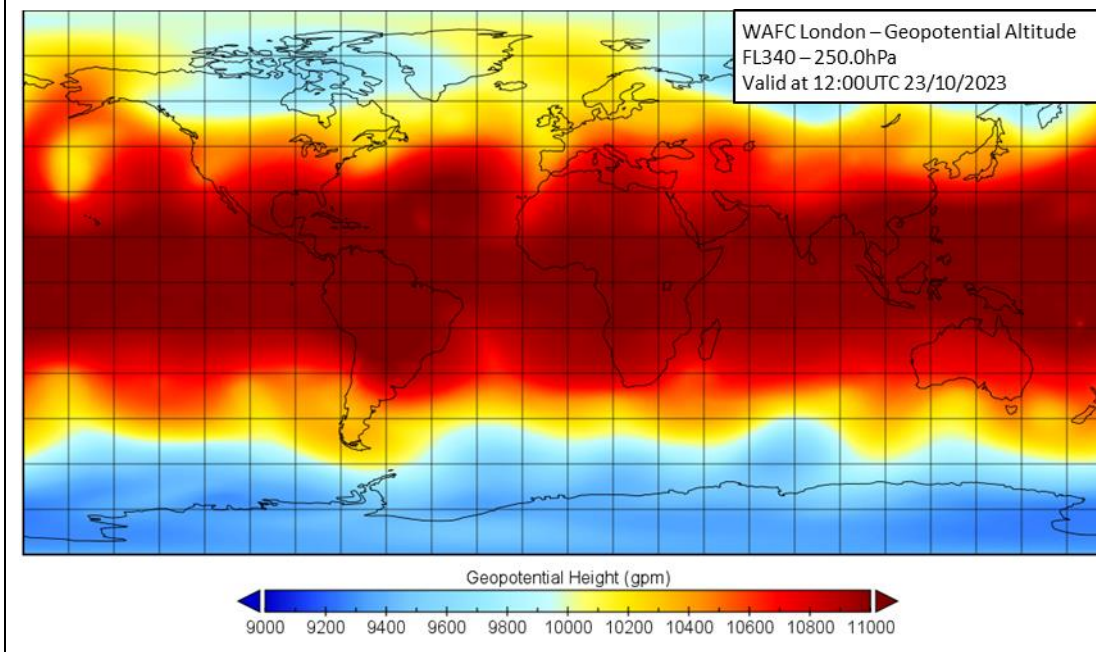 WAFC London – Geopotential Altitude
FL340 – 250.0hPa
Valid at 12:00UTC 23/10/2023
Geopotential Height (gpm)
9000 9200 9400 9600 9800 10000 10200 10400 10600 10800 11000